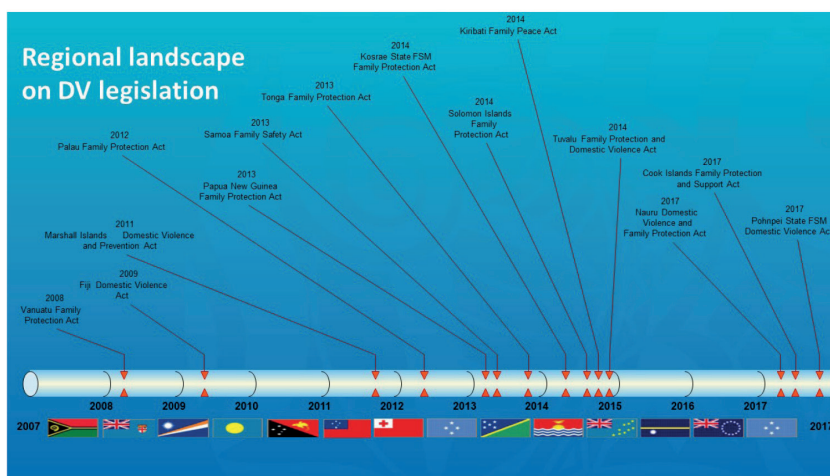 Regional landscape
on DV legislation
2014
Kiribati Family Peace Act
2014
Kosrae State FSM
Family Protection Act
2013
Tonga Family Protection Act
2014
Solomon Islands
Family
Protection Act
2013
Samoa Family Safety Act
2012
Palau Family Protection Act
2014
Tuvalu Family Protection and
Domestic Violence Act
2017
Cook Islands Family Protection
and Support Act
2013
Papua New Guinea
Family Protection Act
2017
Nauru Domestic
Violence and
Family Protection Act
2017
Pohnpei State FSM
Domestic Violence Act
2011
Marshall Islands Domestic Violence
and Prevention Act
2009
Fiji Domestic Violence
Act
2008
Vanuatu Family
Protection Act
2008 2009 2010 2011 2012 2013 2014 2015 2016 2017
2007 2017